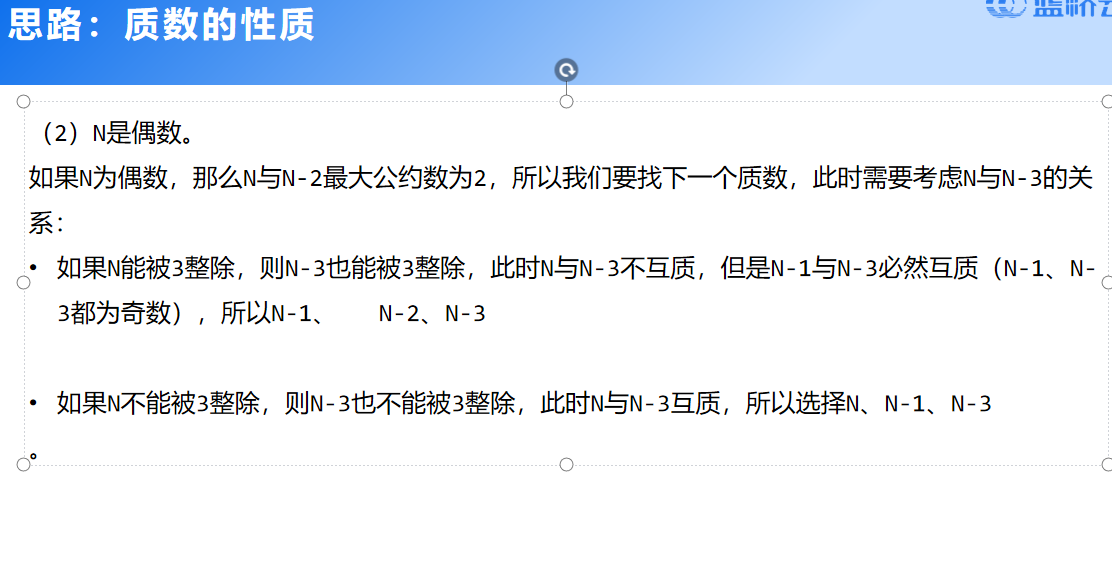 思路：质数的性质
（2）N是偶数。
如果N为偶数，那么N与N-2最大公约数为2，所以我们要找下一个质数，此时需要考虑N与N-3的关
系：
• 如果N能被3整除，则N-3也能被3整除，此时N与N-3不互质，但是N-1与N-3必然互质（N-1、N-
3都为奇数），所以N-1、 N-2、N-3
• 如果N不能被3整除，则N-3也不能被3整除，此时N与N-3互质，所以选择N、N-1、N-3
。